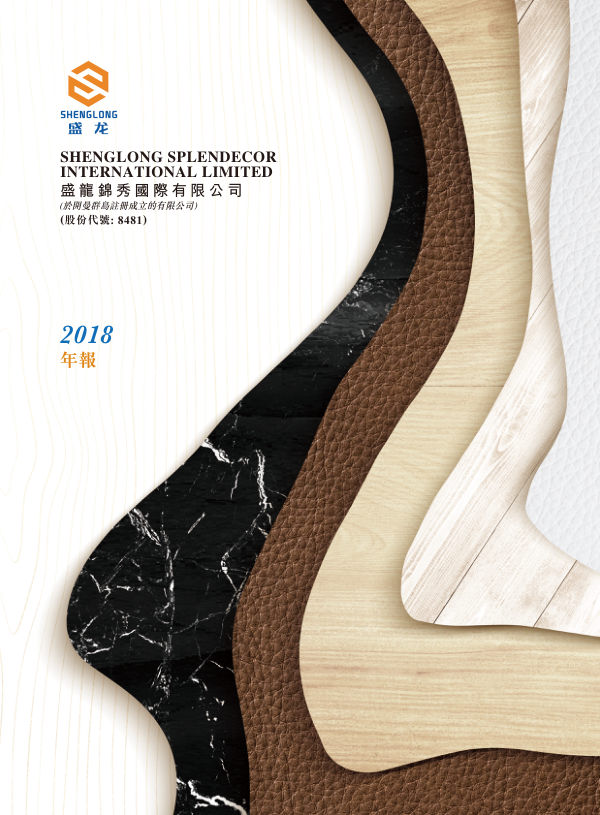 SHENGLONG
盛龙
SHENGLONG SPLENDECOR
INTERNATIONAL LIMITED
盛龍錦秀國際有限公司
(於開曼群島註冊成立的有限公司)
(股份代號: 8481)
2018
年報